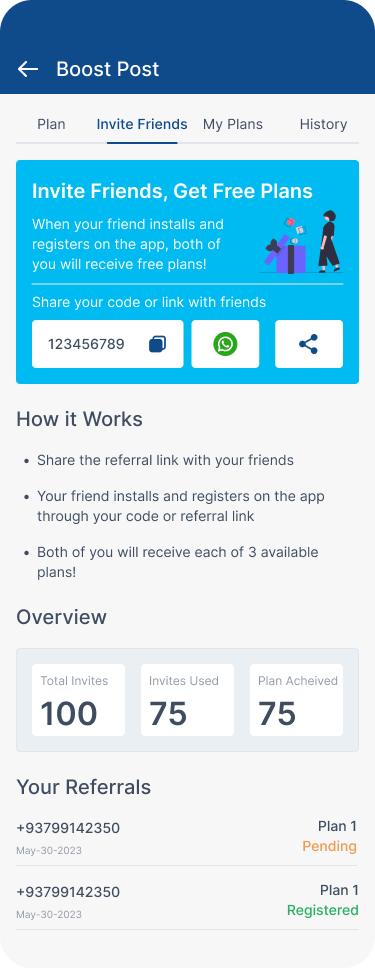 Boost Post
Plan
Invite Friends
My Plans
History
Invite Friends, Get Free Plans
When your friend installs and
registers on the app, both of
you will receive free plans!
Share your code or link with friends
123456789
How it Works
• Share the referral link with your friends
• Your friend installs and registers on the app
through your code or referral link
• Both of you will receive each of 3 available
plans!
Overview
Total Invites
100
Invites Used
75
Plan Acheived
75
Your Referrals
+93799142350
Plan 1
May-30-2023
Pending
+93799142350
Plan 1
May-30-2023
Registered